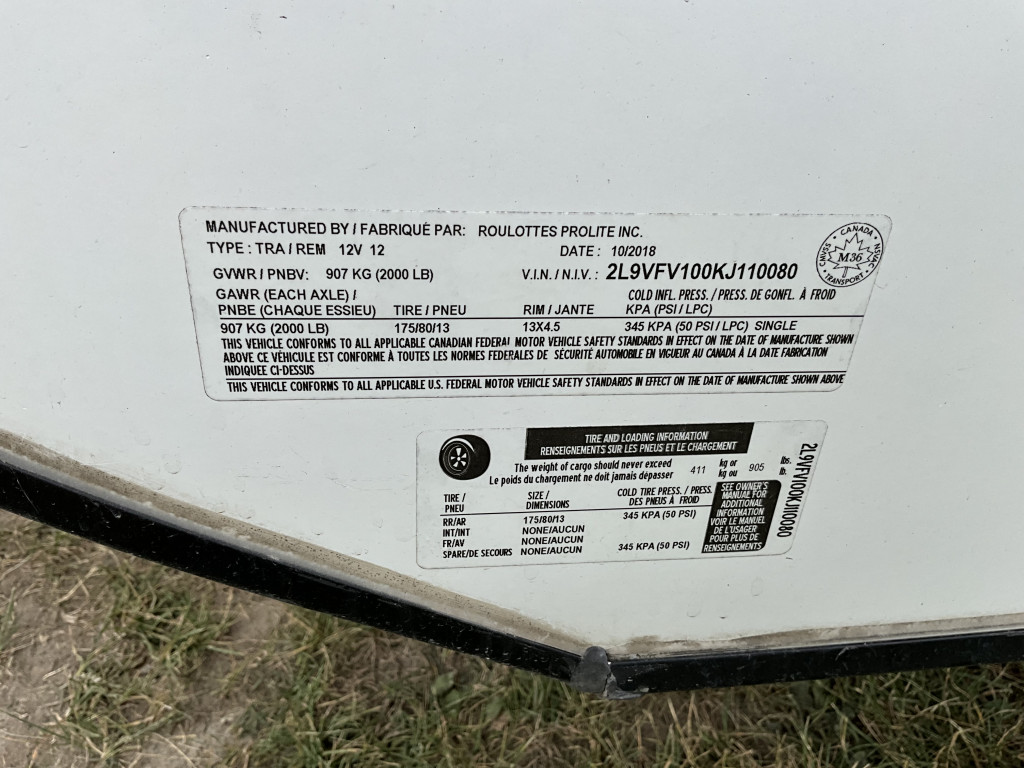 MANUFACTURED BY / FABRIQUÉ PAR: ROULOTTES PROLITE INC.
TYPE : TRA / REM 12V 12 DATE : 10/2018
GVWR / PNBV: 907 KG (2000 LB) V.I.N. / N.I.V. : 2L9VFV100KJ110080
GAWR (EACH AXLE) / COLD INFL. PRESS. / PRESS. DE GONFL. À FROID
PNBE (CHAQUE ESSIEU) TIRE / PNEU RIM / JANTE KPA (PSI / LPC)
907 KG (2000 LB) 175/80/13 13X4.5 345 KPA (50 PSI / LPC) SINGLE
THIS VEHICLE CONFORMS TO ALL APPLICABLE CANADIAN FEDERAL MOTOR VEHICLE SAFETY STANDARDS IN EFFECT ON THE DATE OF MANUFACTURE SHOWN
ABOVE CE VÉHICULE EST CONFORME À TOUTES LES NORMES FEDERALES DE SÉCURITÉ AUTOMOBILE EN VIGUEUR AU CANADA À LA DATE FABRICATION
INDIQUEE CI-DESSUS
THIS VEHICLE CONFORMS TO ALL APPLICABLE U.S. FEDERAL MOTOR VEHICLE SAFETY STANDARDS IN EFFECT ON THE DATE OF MANUFACTURE SHOWN ABOVE
CANADA
CMVSS NSVAC
M36
TRANSPORT
TIRE AND LOADING INFORMATION
RENSEIGNEMENTS SUR LES PNEUS ET LE CHARGEMENT
The weight of cargo should never exceed 411 kg or 905 lbs.
Le poids du chargement ne doit jamais dépasser kg ou lb.
TIRE / SIZE / COLD TIRE PRESS. / PRESS.
PNEU DIMENSIONS DES PNEUS À FROID
RR/AR 175/80/13 345 KPA (50 PSI)
INT/INT NONE/AUCUN
FR/AV NONE/AUCUN
SPARE/DE SECOURS NONE/AUCUN 345 KPA (50 PSI)
SEE OWNER'S
MANUAL FOR
ADDITIONAL
INFORMATION
VOIR LE MANUEL
DE L'USAGER
POUR PLUS DE
RENSEIGNEMENTS
2L9VFV100KJ110080